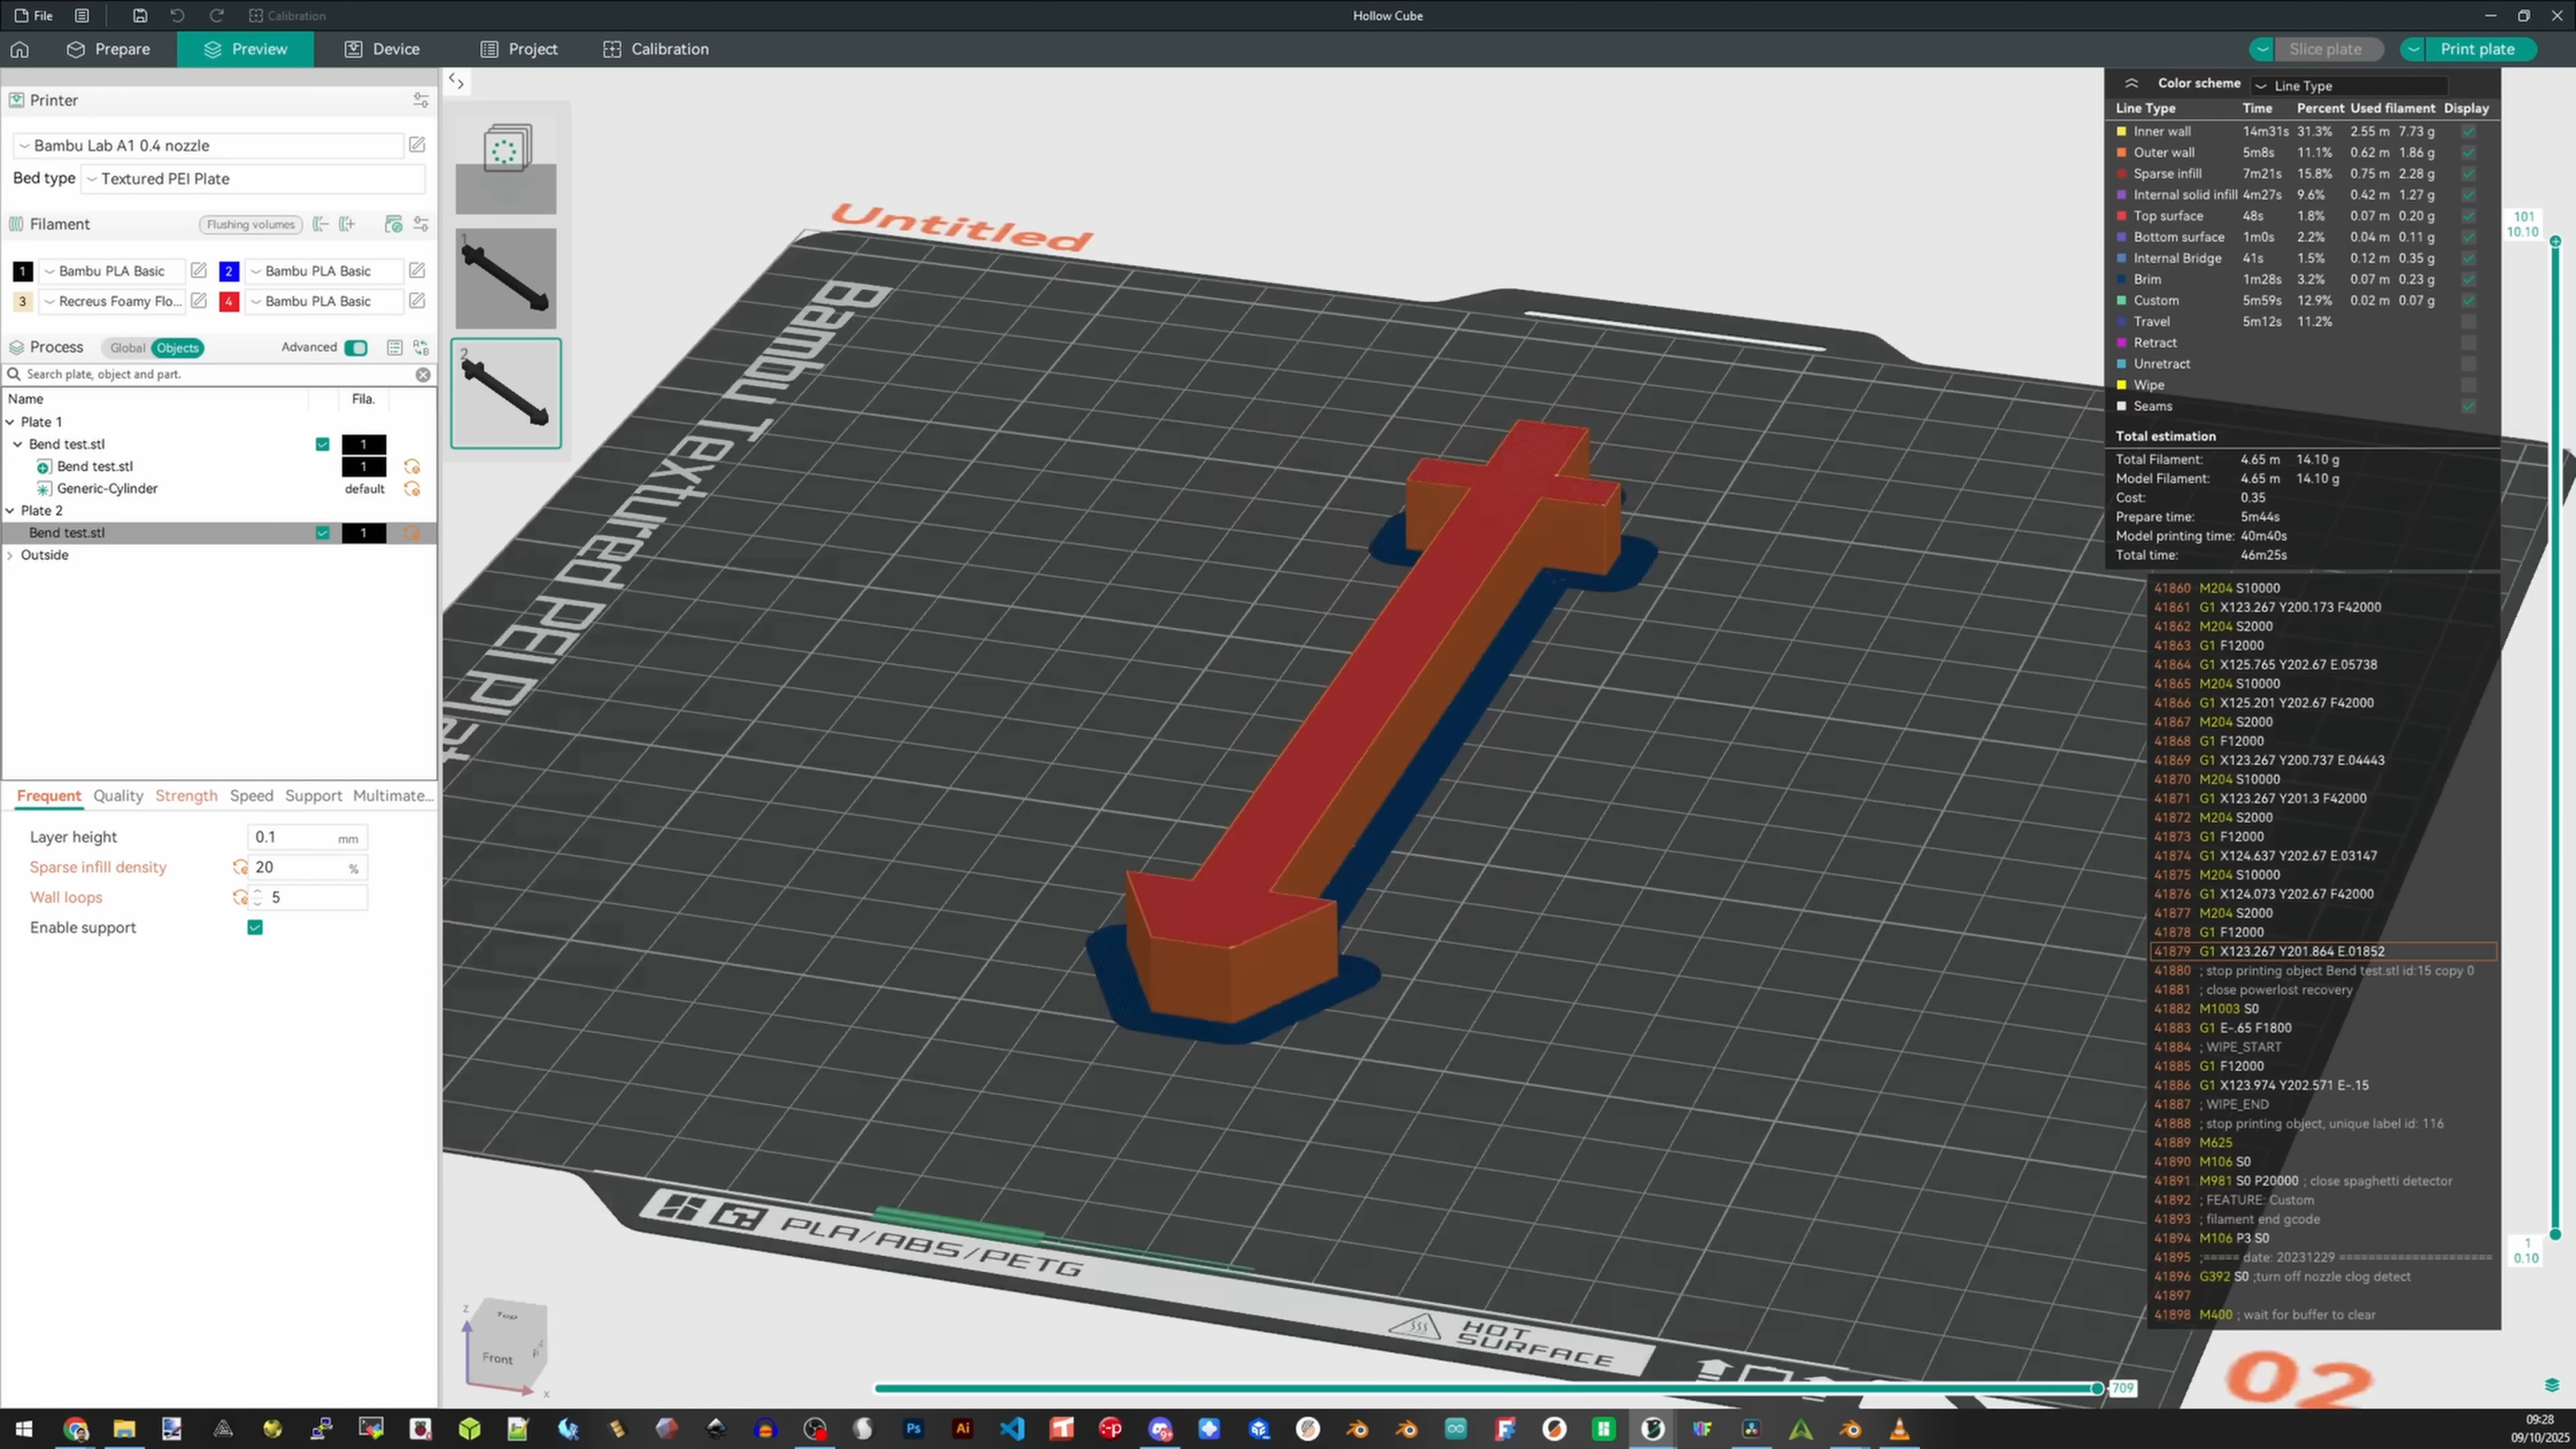 File
Calibration
Hollow Cube
Prepare
Preview
Device
Project
Calibration
Slice plate
Print plate
Printer
Bambu Lab A1 0.4 nozzle
Bed type
Textured PEI Plate
Filament
Flushing volumes
1 Bambu PLA Basic
2 Bambu PLA Basic
3 Recreus Foamy Flo...
4 Bambu PLA Basic
Process Global Objects Advanced
Search plate, object and part.
Name Fila.
Plate 1
Bend test.stl 1
Bend test.stl 1
Generic-Cylinder default
Plate 2
Bend test.stl 1
Outside
Frequent Quality Strength Speed Support Multimate...
Layer height 0.1 mm
Sparse infill density 20 %
Wall loops 5
Enable support
1
2
Untitled
Bambu Textured PEI Plat
PLA/ABS/PETG
HOT
SURFACE
02
Top
Front
z
x
709
Color scheme Line Type
Line Type Time Percent Used filament Display
Inner wall 14m31s 31.3% 2.55 m 7.73 g
Outer wall 5m8s 11.1% 0.62 m 1.86 g
Sparse infill 7m21s 15.8% 0.75 m 2.28 g
Internal solid infill 4m27s 9.6% 0.42 m 1.27 g
Top surface 48s 1.8% 0.07 m 0.20 g
Bottom surface 1m0s 2.2% 0.04 m 0.11 g
Internal Bridge 41s 1.5% 0.12 m 0.35 g
Brim 1m28s 3.2% 0.07 m 0.23 g
Custom 5m59s 12.9% 0.02 m 0.07 g
Travel 5m12s 11.2%
Retract
Unretract
Wipe
Seams
Total estimation
Total Filament: 4.65 m 14.10 g
Model Filament: 4.65 m 14.10 g
Cost: 0.35
Prepare time: 5m44s
Model printing time: 40m40s
Total time: 46m25s
41860 M204 S10000
41861 G1 X123.267 Y200.173 F42000
41862 M204 S2000
41863 G1 F12000
41864 G1 X125.765 Y202.67 E.05738
41865 M204 S10000
41866 G1 X125.201 Y202.67 F42000
41867 M204 S2000
41868 G1 F12000
41869 G1 X123.267 Y200.737 E.04443
41870 M204 S10000
41871 G1 X123.267 Y201.3 F42000
41872 M204 S2000
41873 G1 F12000
41874 G1 X124.637 Y202.67 E.03147
41875 M204 S10000
41876 G1 X124.073 Y202.67 F42000
41877 M204 S2000
41878 G1 F12000
41879 G1 X123.267 Y201.864 E.01852
41880 ; stop printing object Bend test.stl id:15 copy 0
41881 ; close powerlost recovery
41882 M1003 S0
41883 G1 E-.65 F1800
41884 ; WIPE_START
41885 G1 F12000
41886 G1 X123.974 Y202.571 E-.15
41887 ; WIPE_END
41888 ; stop printing object, unique label id: 116
41889 M625
41890 M106 S0
41891 M981 S0 P20000 ; close spaghetti detector
41892 ; FEATURE: Custom
41893 ; filament end gcode
41894 M106 P3 S0
41895 ;===== date: 20231229 =====================
41896 G392 S0 ;turn off nozzle clog detect
41897
41898 M400 ; wait for buffer to clear
101
10.10
1
0.10
Ps
Ai
09:28
09/10/2025